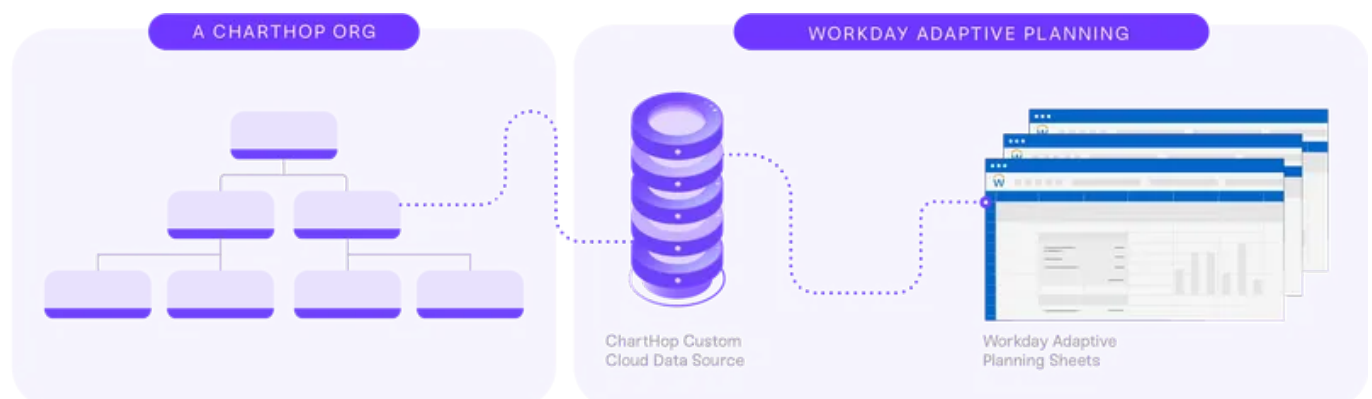 A CHARTHOP ORG
WORKDAY ADAPTIVE PLANNING
W
W
W
ChartHop Custom
Cloud Data Source
Workday Adaptive
Planning Sheets